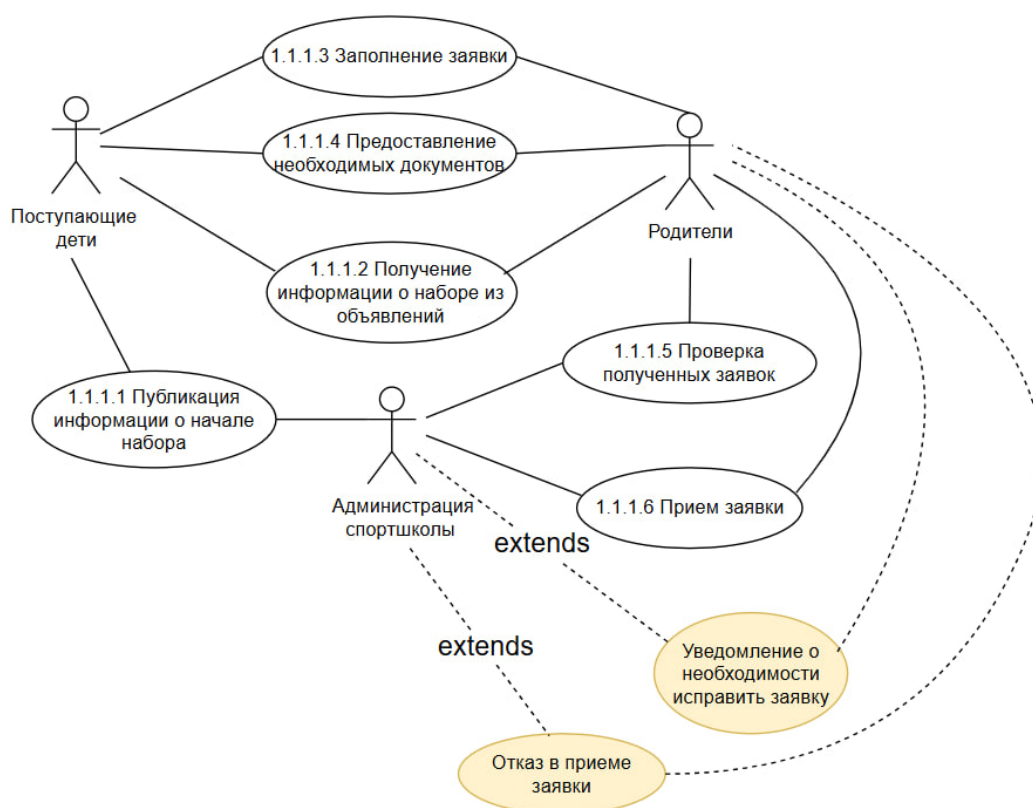 1.1.1.3 Заполнение заявки
1.1.1.4 Предоставление
необходимых документов
Поступающие
дети
Родители
1.1.1.2 Получение
информации о наборе из
объявлений
1.1.1.5 Проверка
полученных заявок
1.1.1.1 Публикация
информации о начале
набора
Администрация
спортшколы
1.1.1.6 Прием заявки
extends
extends
Уведомление о
необходимости
исправить заявку
Отказ в приеме
заявки